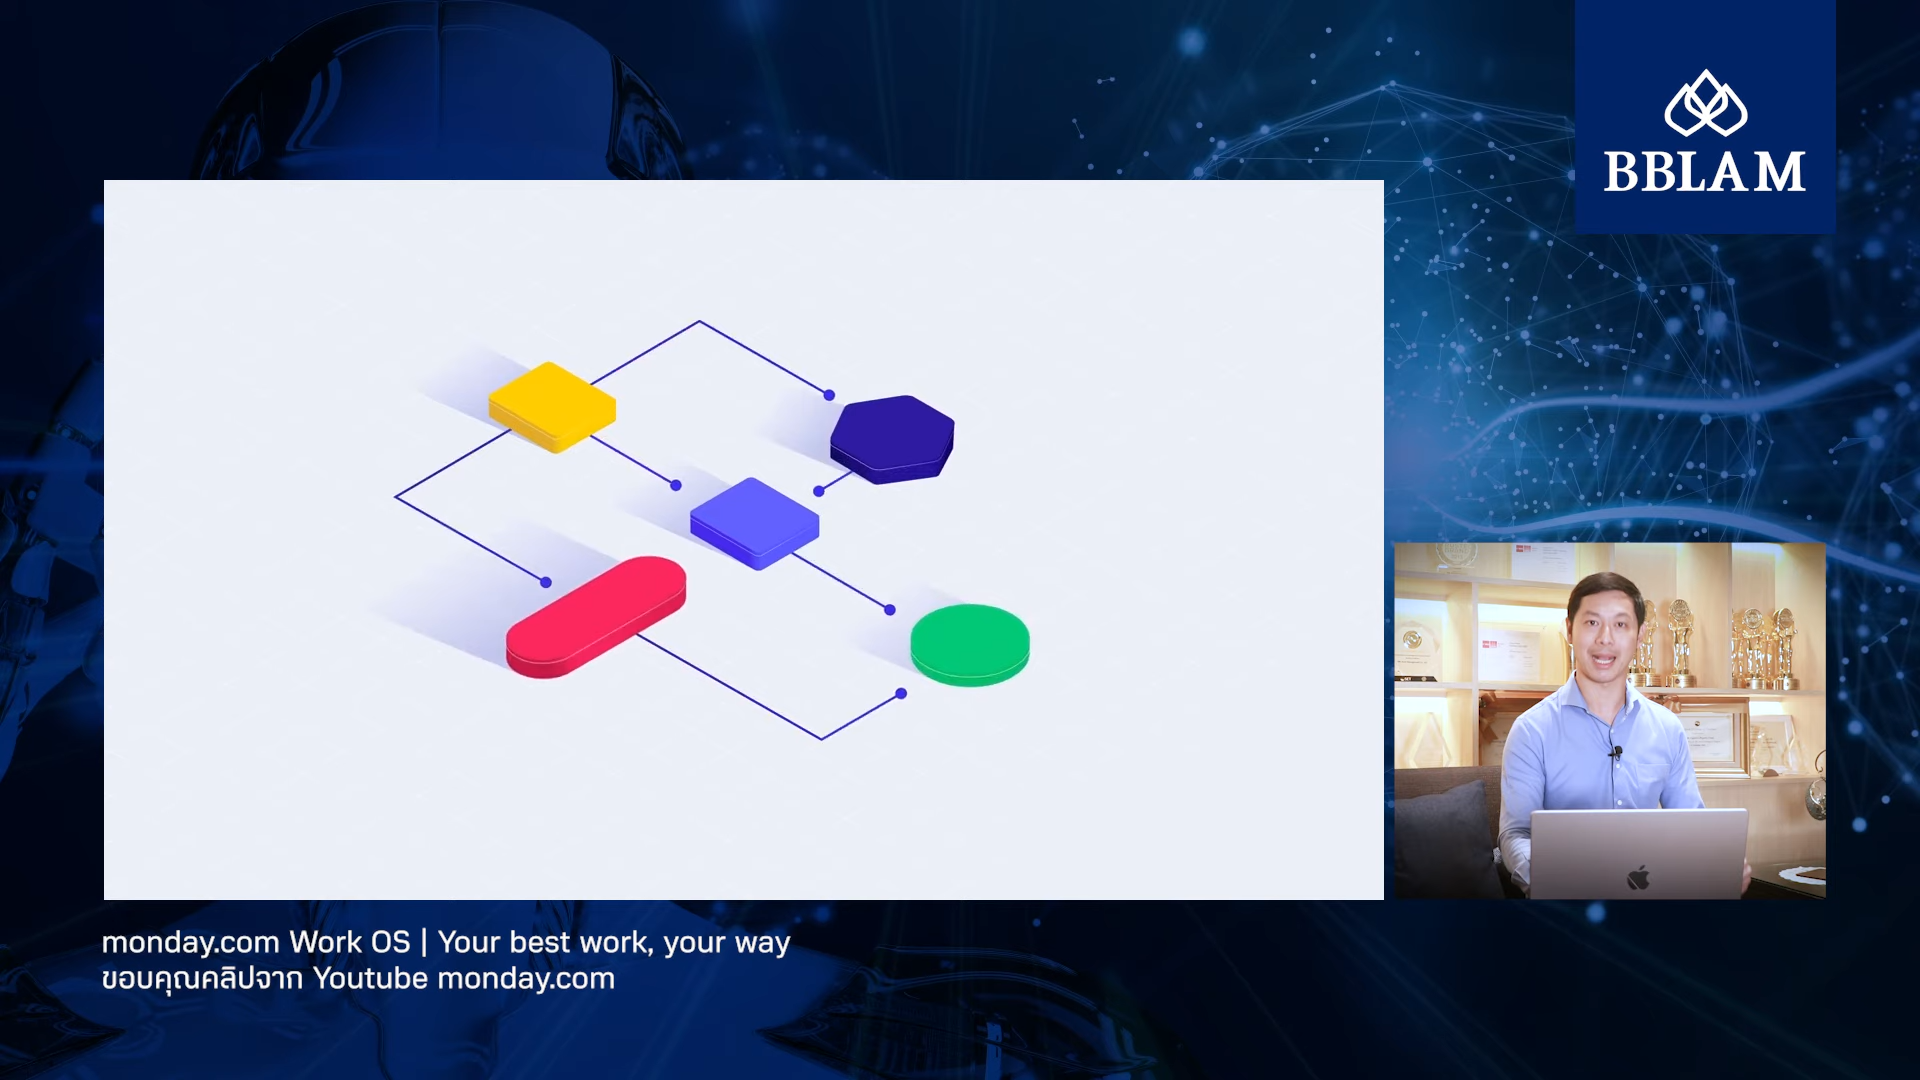 BBLAM
monday.com Work OS | Your best work, your way
ขอบคุณคลิปจาก Youtube monday.com